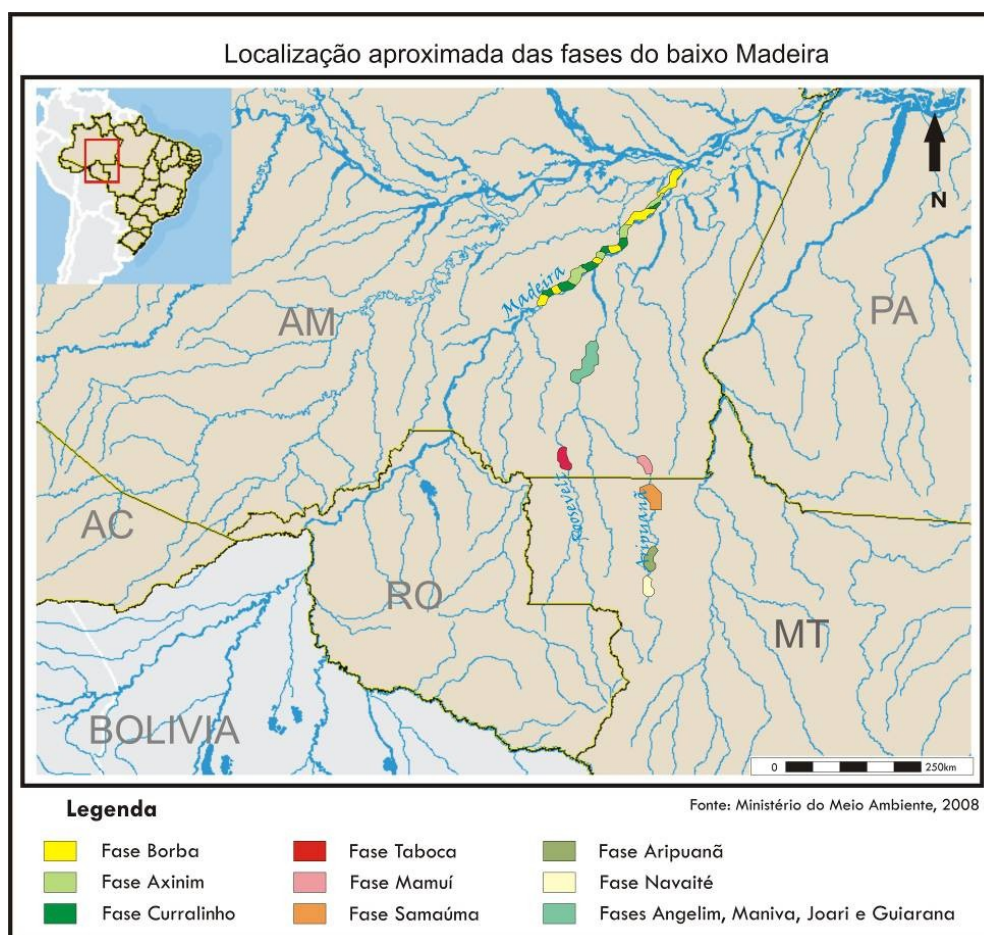 Localização aproximada das fases do baixo Madeira
N
Madeira
AM
PA
AC
Roosevelt
Aripuanã
RO
MT
BOLIVIA
0 250km
Legenda
Fonte: Ministério do Meio Ambiente, 2008
Fase Borba
Fase Taboca
Fase Aripuanã
Fase Axinim
Fase Mamuí
Fase Navaité
Fase Curralinho
Fase Samaúma
Fases Angelim, Maniva, Joari e Guiarana